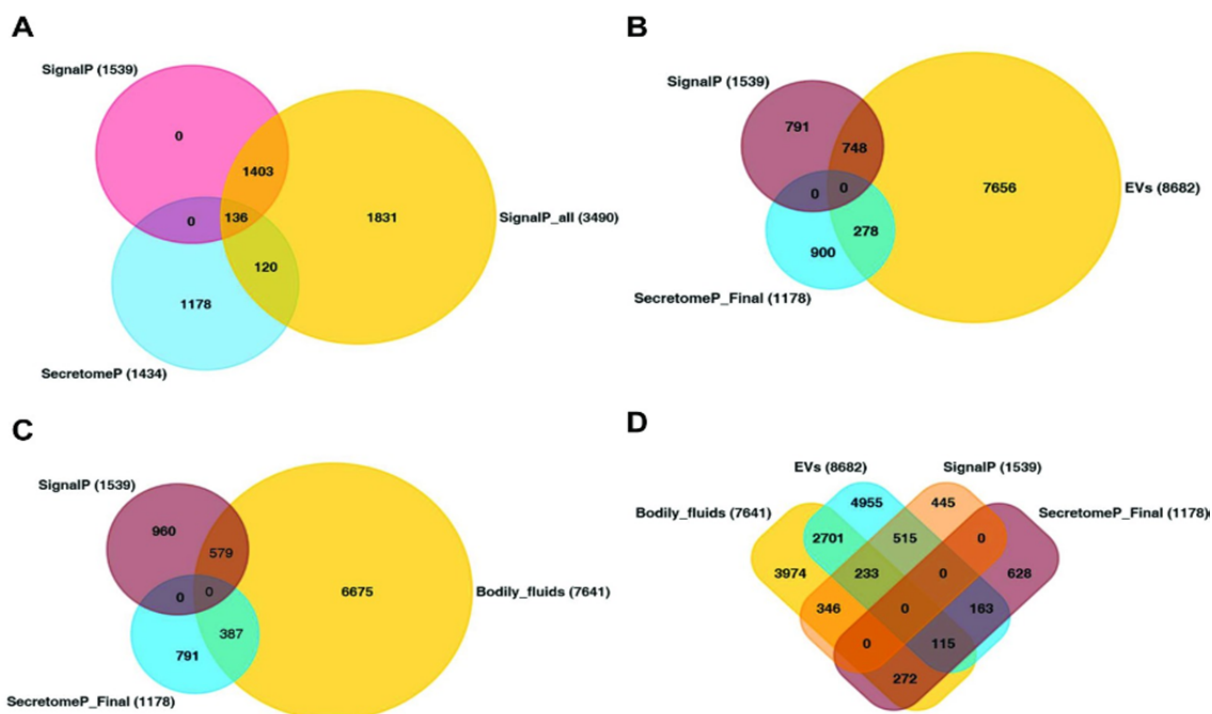 A
SignalP (1539)
0
1403
0
136
1831
SignalP_all (3490)
120
1178
SecretomeP (1434)
B
SignalP (1539)
791
748
0
0
7656
EVs (8682)
900
278
SecretomeP_Final (1178)
C
SignalP (1539)
960
579
0
0
6675
Bodily_fluids (7641)
387
791
SecretomeP_Final (1178)
D
EVs (8682)
SignalP (1539)
Bodily_fluids (7641)
SecretomeP_Final (1178)
4955
445
2701
515
0
3974
233
0
628
346
0
163
0
115
272